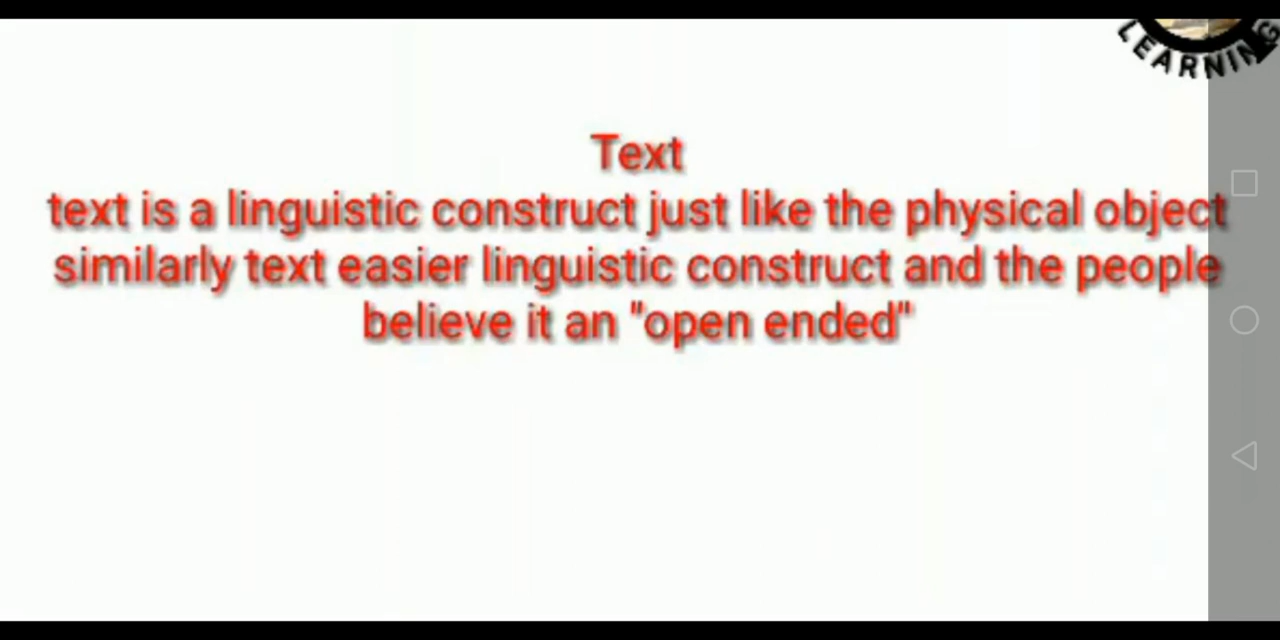 LEARNING
Text
text is a linguistic construct just like the physical object
similarly text easier linguistic construct and the people
believe it an "open ended"